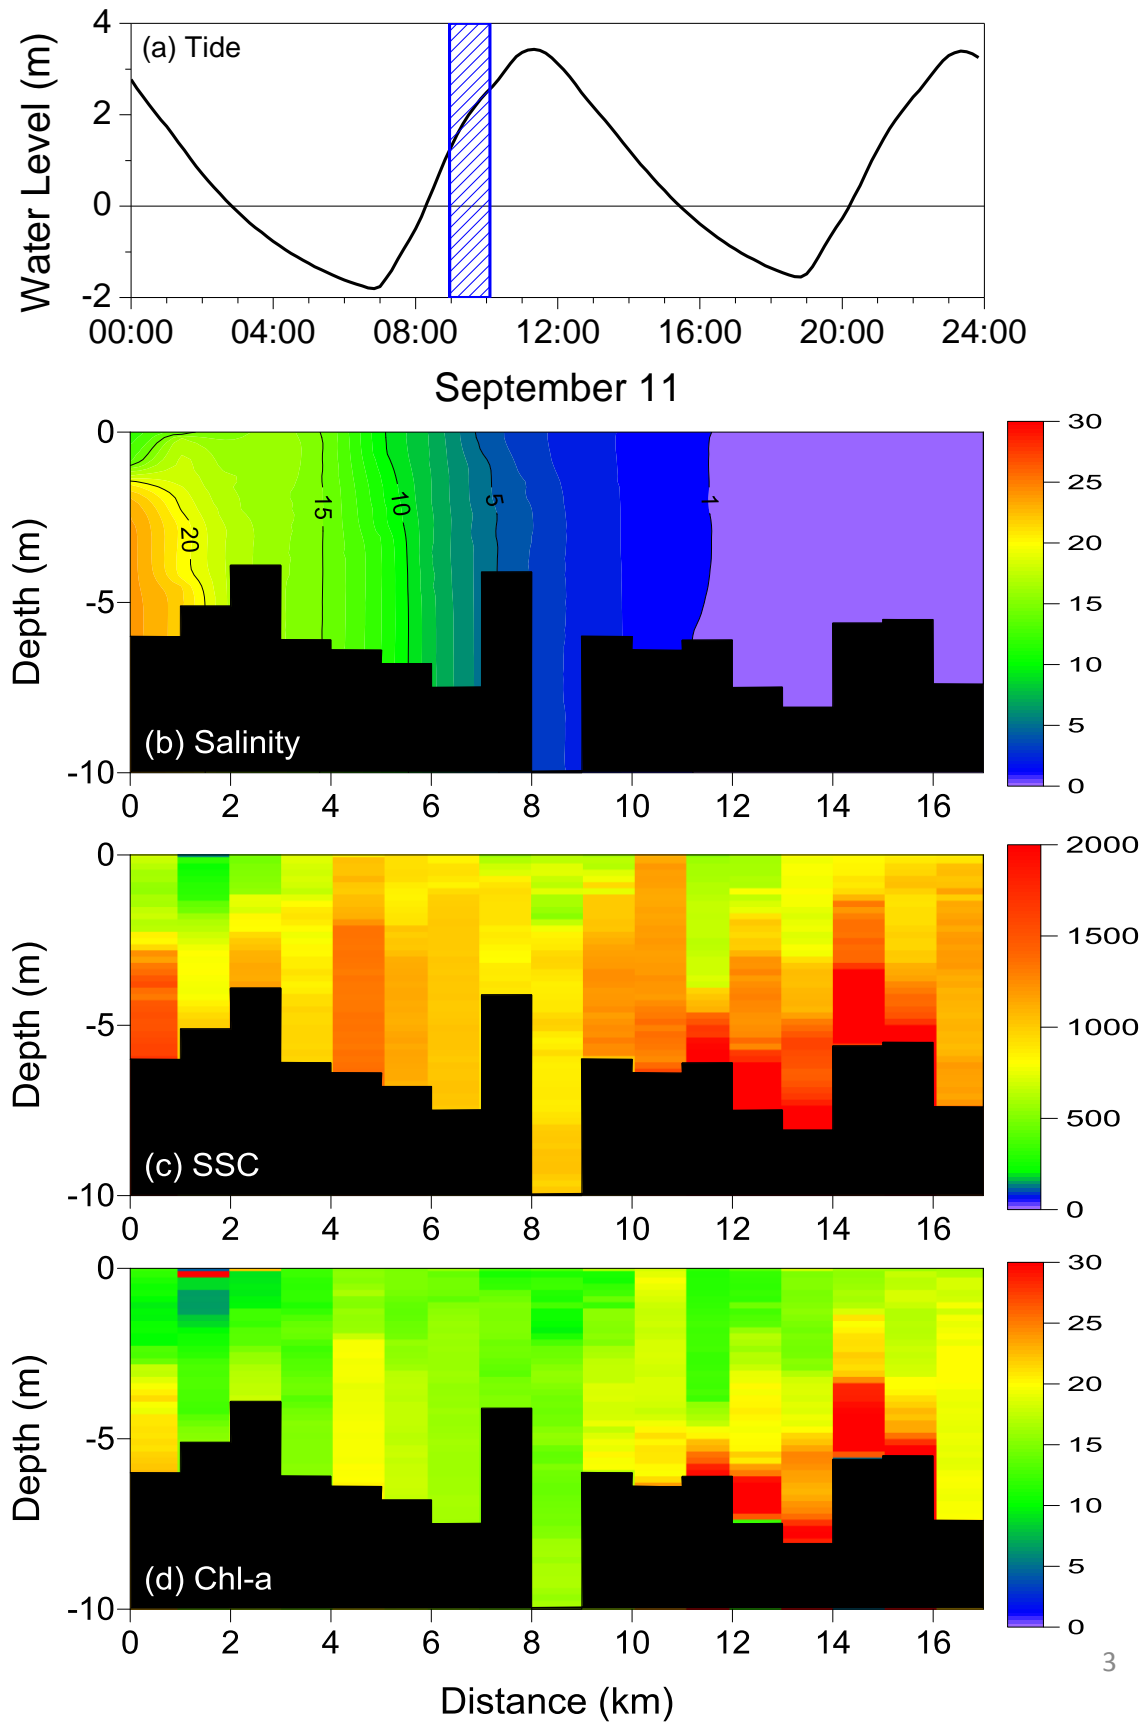 (a) Tide
Water Level (m)
4
2
0
-2
00:00 04:00 08:00 12:00 16:00 20:00 24:00
September 11
Depth (m)
0
-5
-10
20 15 10 5 1
(b) Salinity
0 2 4 6 8 10 12 14 16
30
25
20
15
10
5
0
Depth (m)
0
-5
-10
(c) SSC
0 2 4 6 8 10 12 14 16
2000
1500
1000
500
0
Depth (m)
0
-5
-10
(d) Chl-a
0 2 4 6 8 10 12 14 16
30
25
20
15
10
5
0
Distance (km)
3